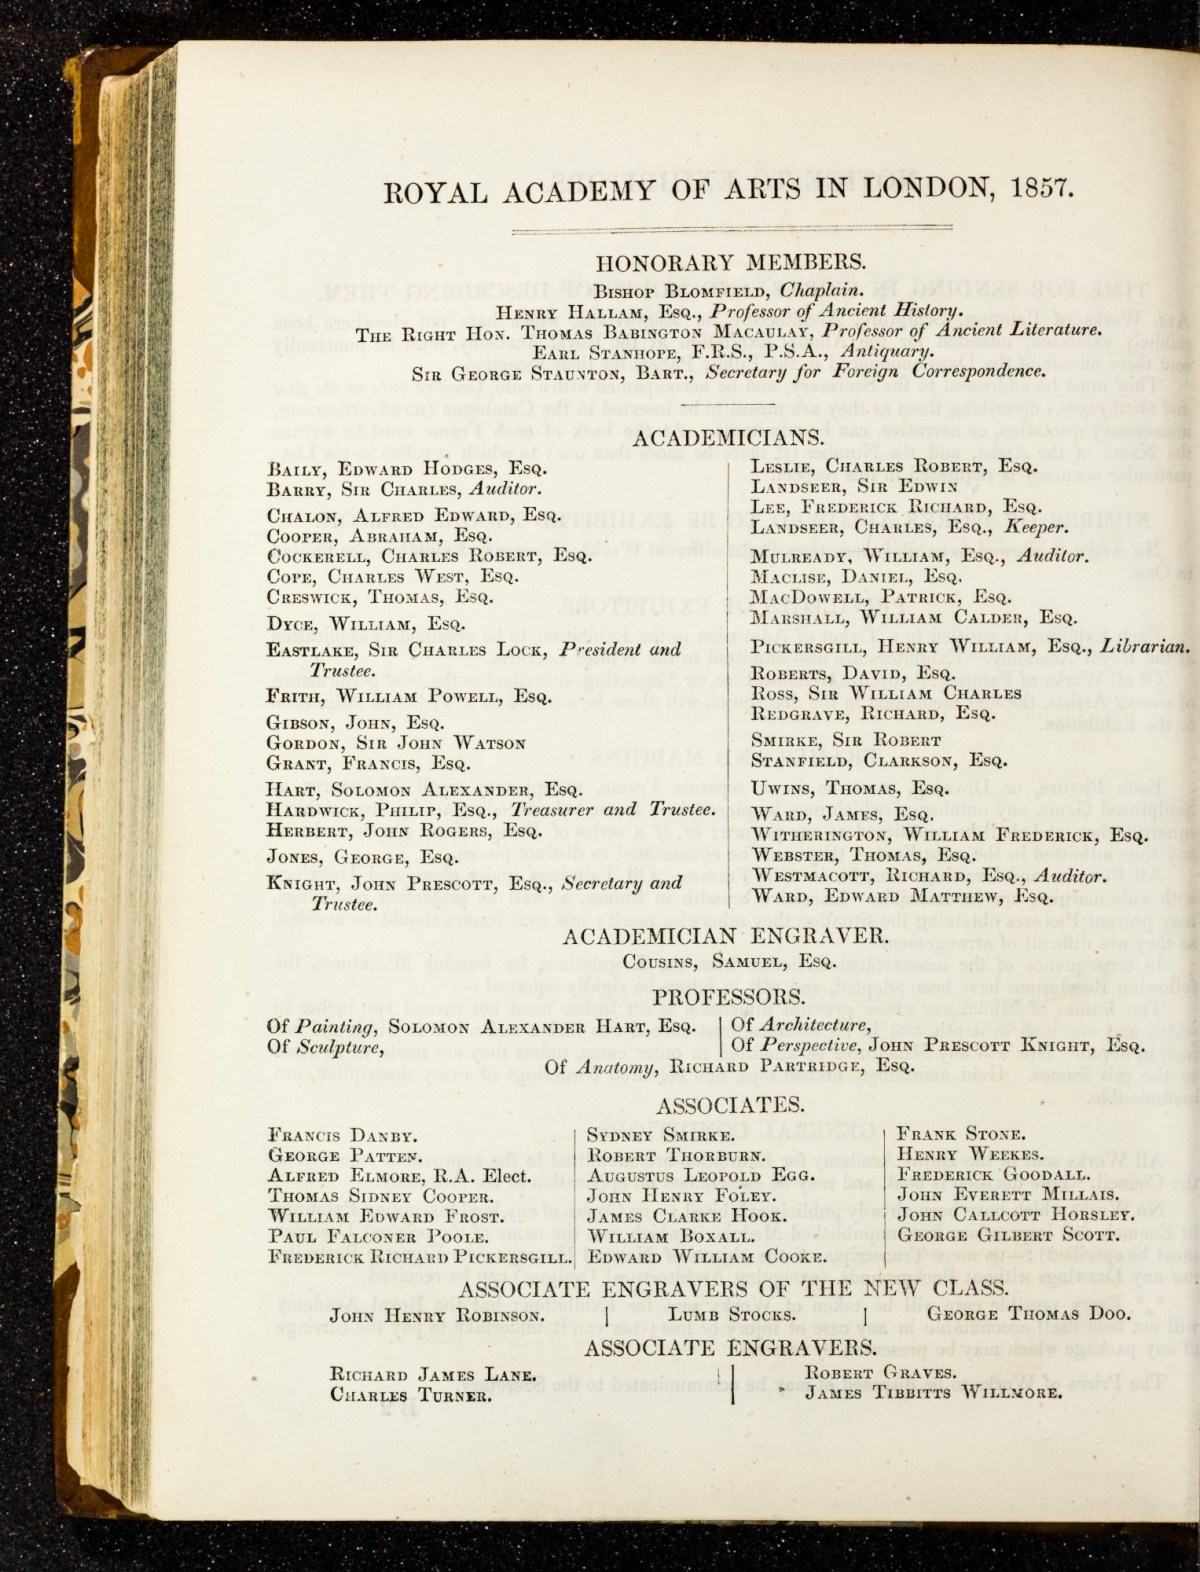 ROYAL ACADEMY OF ARTS IN LONDON, 1857.
HONORARY MEMBERS.
BISHOP BLOMFIELD, Chaplain.
HENRY HALLAM, ESQ., Professor of Ancient History.
THE RIGHT HON. THOMAS BABINGTON MACAULAY, Professor of Ancient Literature.
EARL STANHOPE, F.R.S., P.S.A., Antiquary.
SIR GEORGE STAUNTON, BART., Secretary for Foreign Correspondence.
ACADEMICIANS.
BAILY, EDWARD HODGES, ESQ.
BARRY, SIR CHARLES, Auditor.
CHALON, ALFRED EDWARD, ESQ.
COOPER, ABRAHAM, ESQ.
COCKERELL, CHARLES ROBERT, ESQ.
COPE, CHARLES WEST, ESQ.
CRESWICK, THOMAS, ESQ.
DYCE, WILLIAM, ESQ.
EASTLAKE, SIR CHARLES LOCK, President and
Trustee.
FRITH, WILLIAM POWELL, ESQ.
GIBSON, JOHN, ESQ.
GORDON, SIR JOHN WATSON
GRANT, FRANCIS, ESQ.
HART, SOLOMON ALEXANDER, ESQ.
HARDWICK, PHILIP, ESQ., Treasurer and Trustee.
HERBERT, JOHN ROGERS, ESQ.
JONES, GEORGE, ESQ.
KNIGHT, JOHN PRESCOTT, ESQ., Secretary and
Trustee.
LESLIE, CHARLES ROBERT, ESQ.
LANDSEER, SIR EDWIN
LEE, FREDERICK RICHARD, ESQ.
LANDSEER, CHARLES, ESQ., Keeper.
MULREADY, WILLIAM, ESQ., Auditor.
MACLISE, DANIEL, ESQ.
MACDOWELL, PATRICK, ESQ.
MARSHALL, WILLIAM CALDER, ESQ.
PICKERSGILL, HENRY WILLIAM, ESQ., Librarian.
ROBERTS, DAVID, ESQ.
ROSS, SIR WILLIAM CHARLES
REDGRAVE, RICHARD, ESQ.
SMIRKE, SIR ROBERT
STANFIELD, CLARKSON, ESQ.
UWINS, THOMAS, ESQ.
WARD, JAMES, ESQ.
WITHERINGTON, WILLIAM FREDERICK, ESQ.
WEBSTER, THOMAS, ESQ.
WESTMACOTT, RICHARD, ESQ., Auditor.
WARD, EDWARD MATTHEW, ESQ.
ACADEMICIAN ENGRAVER.
COUSINS, SAMUEL, ESQ.
PROFESSORS.
Of Painting, SOLOMON ALEXANDER HART, ESQ.
Of Sculpture,
Of Architecture,
Of Perspective, JOHN PRESCOTT KNIGHT, ESQ.
Of Anatomy, RICHARD PARTRIDGE, ESQ.
ASSOCIATES.
FRANCIS DANBY.
GEORGE PATTEN.
ALFRED ELMORE, R.A. Elect.
THOMAS SIDNEY COOPER.
WILLIAM EDWARD FROST.
PAUL FALCONER POOLE.
FREDERICK RICHARD PICKERSGILL.
SYDNEY SMIRKE.
ROBERT THORBURN.
AUGUSTUS LEOPOLD EGG.
JOHN HENRY FOLEY.
JAMES CLARKE HOOK.
WILLIAM BOXALL.
EDWARD WILLIAM COOKE.
FRANK STONE.
HENRY WEEKES.
FREDERICK GOODALL.
JOHN EVERETT MILLAIS.
JOHN CALLCOTT HORSLEY.
GEORGE GILBERT SCOTT.
ASSOCIATE ENGRAVERS OF THE NEW CLASS.
JOHN HENRY ROBINSON. | LUMB STOCKS. | GEORGE THOMAS DOO.
ASSOCIATE ENGRAVERS.
RICHARD JAMES LANE.
CHARLES TURNER.
ROBERT GRAVES.
JAMES TIBBITTS WILLMORE.